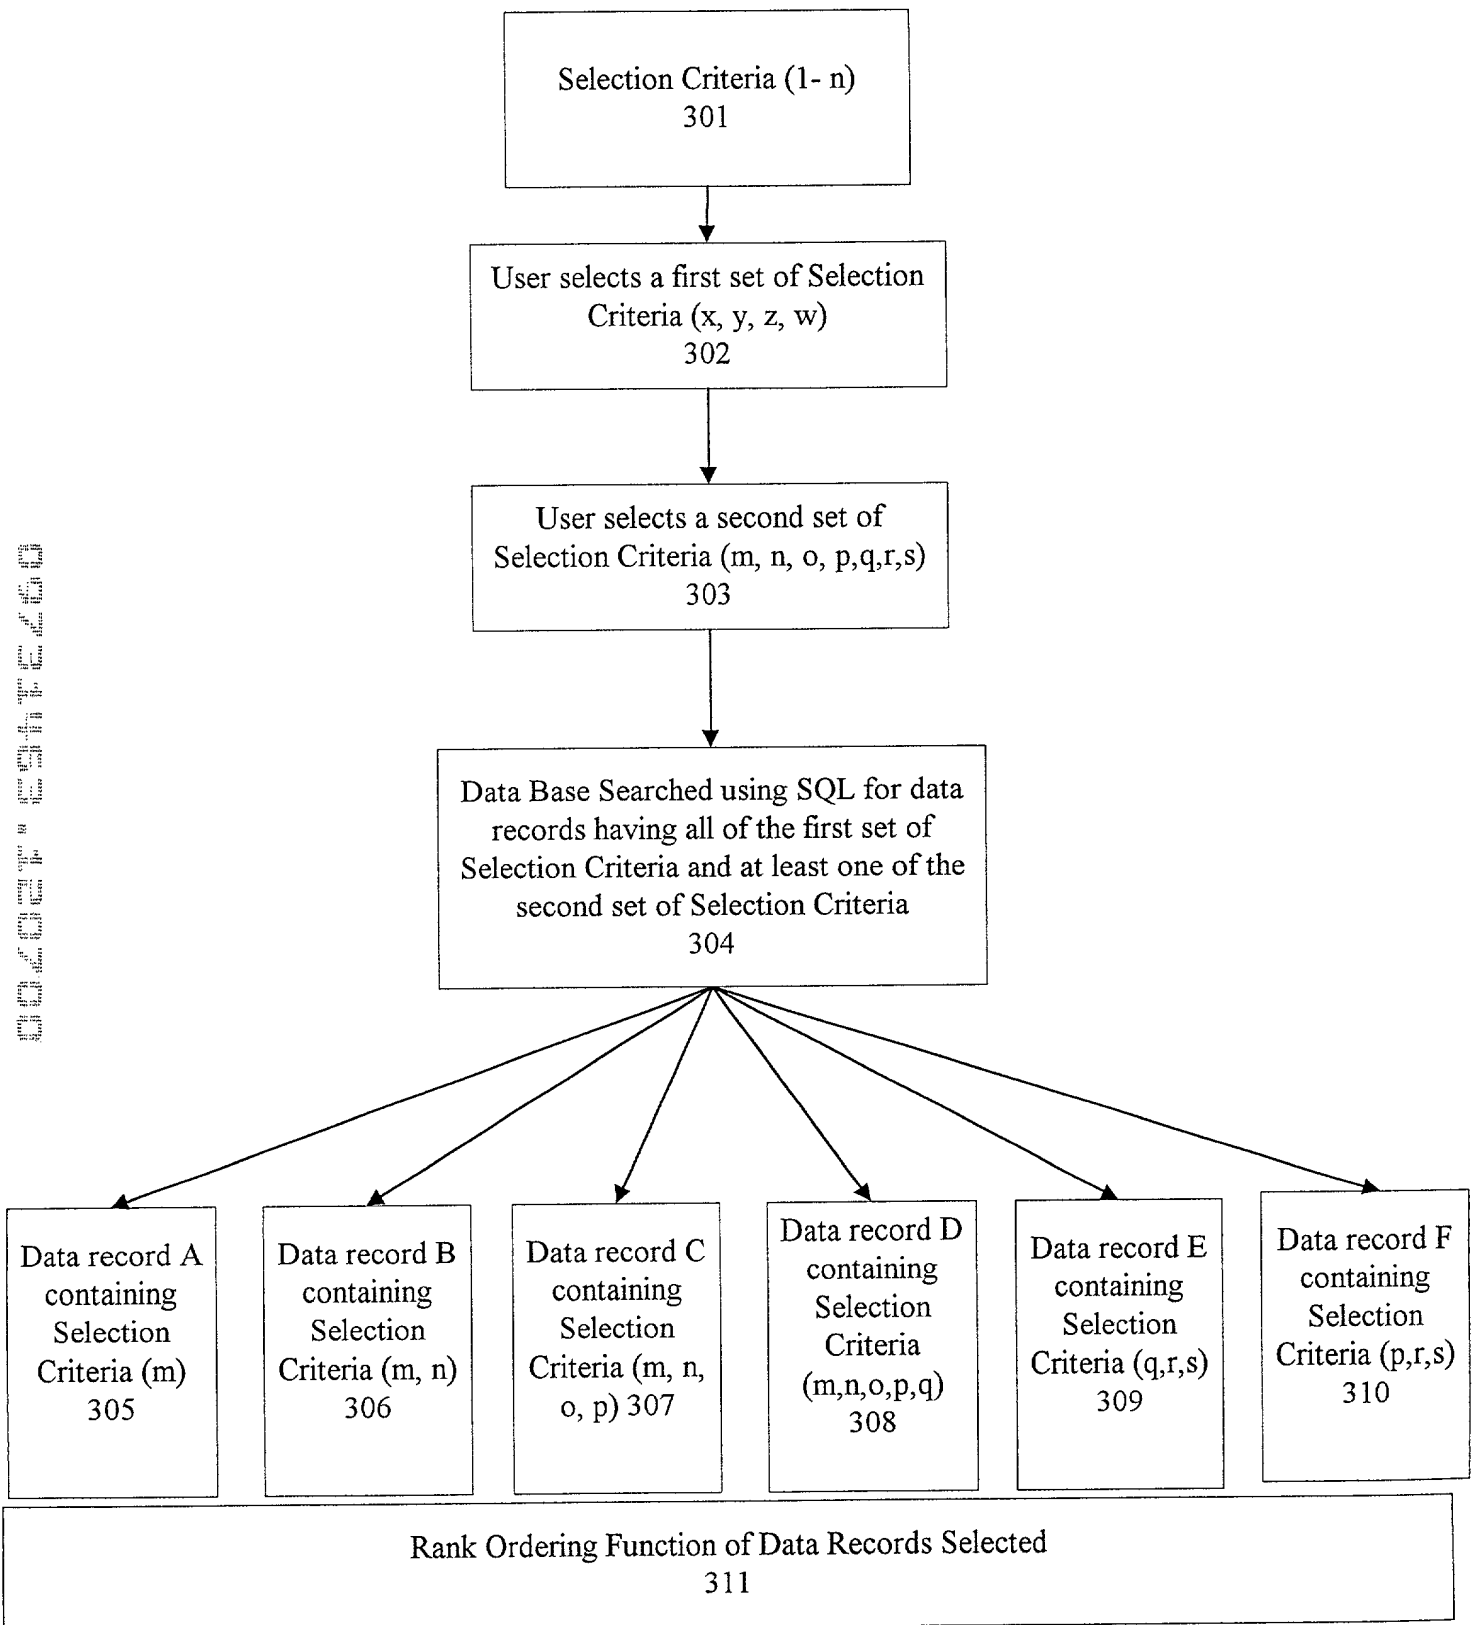 Selection Criteria (1- n)
301
User selects a first set of Selection
Criteria (x, y, z, w)
302
User selects a second set of
Selection Criteria (m, n, o, p,q,r,s)
303
Data Base Searched using SQL for data
records having all of the first set of
Selection Criteria and at least one of the
second set of Selection Criteria
304
Data record A
containing
Selection
Criteria (m)
305
Data record B
containing
Selection
Criteria (m, n)
306
Data record C
containing
Selection
Criteria (m, n,
o, p) 307
Data record D
containing
Selection
Criteria
(m,n,o,p,q)
308
Data record E
containing
Selection
Criteria (q,r,s)
309
Data record F
containing
Selection
Criteria (p,r,s)
310
Rank Ordering Function of Data Records Selected
311